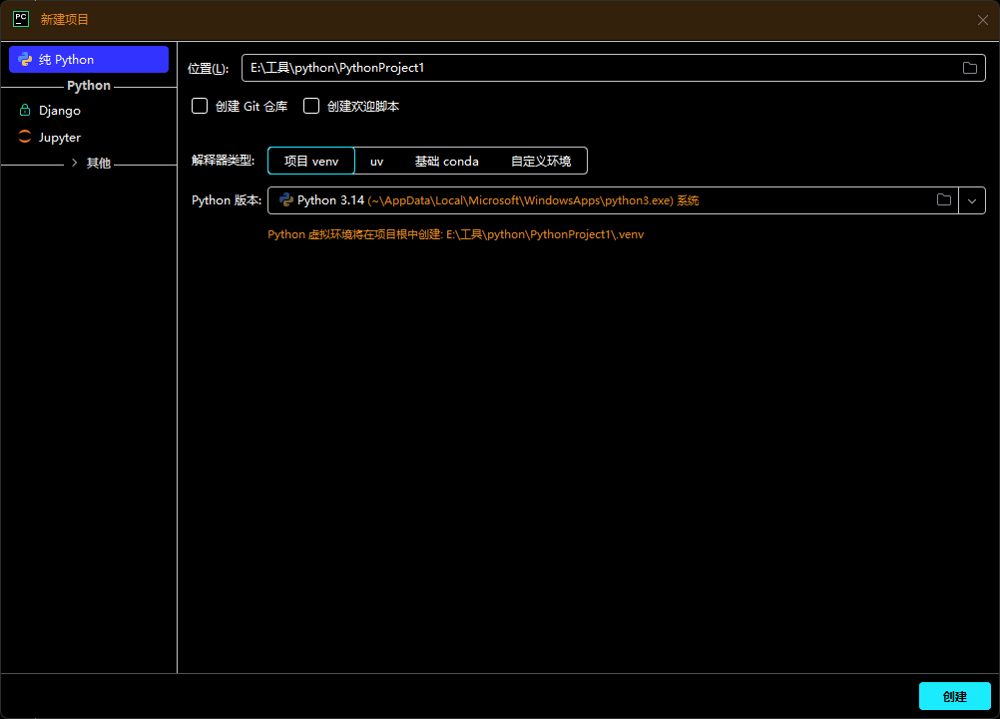 PC
新建项目
纯 Python
Python
Django
Jupyter
其他
位置(L): E:\工具\python\PythonProject1
创建 Git 仓库 创建欢迎脚本
解释器类型: 项目 venv uv 基础 conda 自定义环境
Python 版本: Python 3.14 (~\AppData\Local\Microsoft\WindowsApps\python3.exe) 系统
Python 虚拟环境将在项目根中创建: E:\工具\python\PythonProject1\.venv
创建